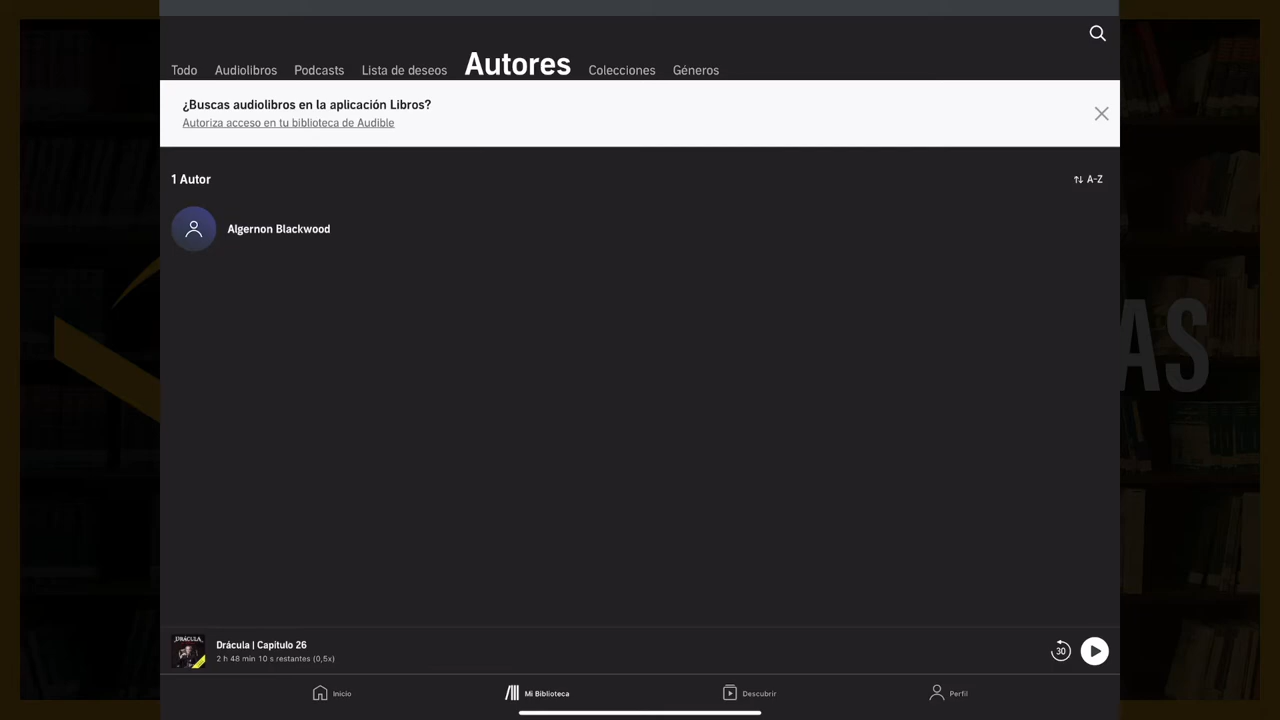 Todo Audiolibros Podcasts Lista de deseos Autores Colecciones Géneros
¿Buscas audiolibros en la aplicación Libros?
Autoriza acceso en tu biblioteca de Audible
1 Autor
A-Z
Algernon Blackwood
AS
DRÁCULA
Drácula | Capítulo 26
2 h 48 min 10 s restantes (0,5x)
30
Inicio Mi Biblioteca Descubrir Perfil